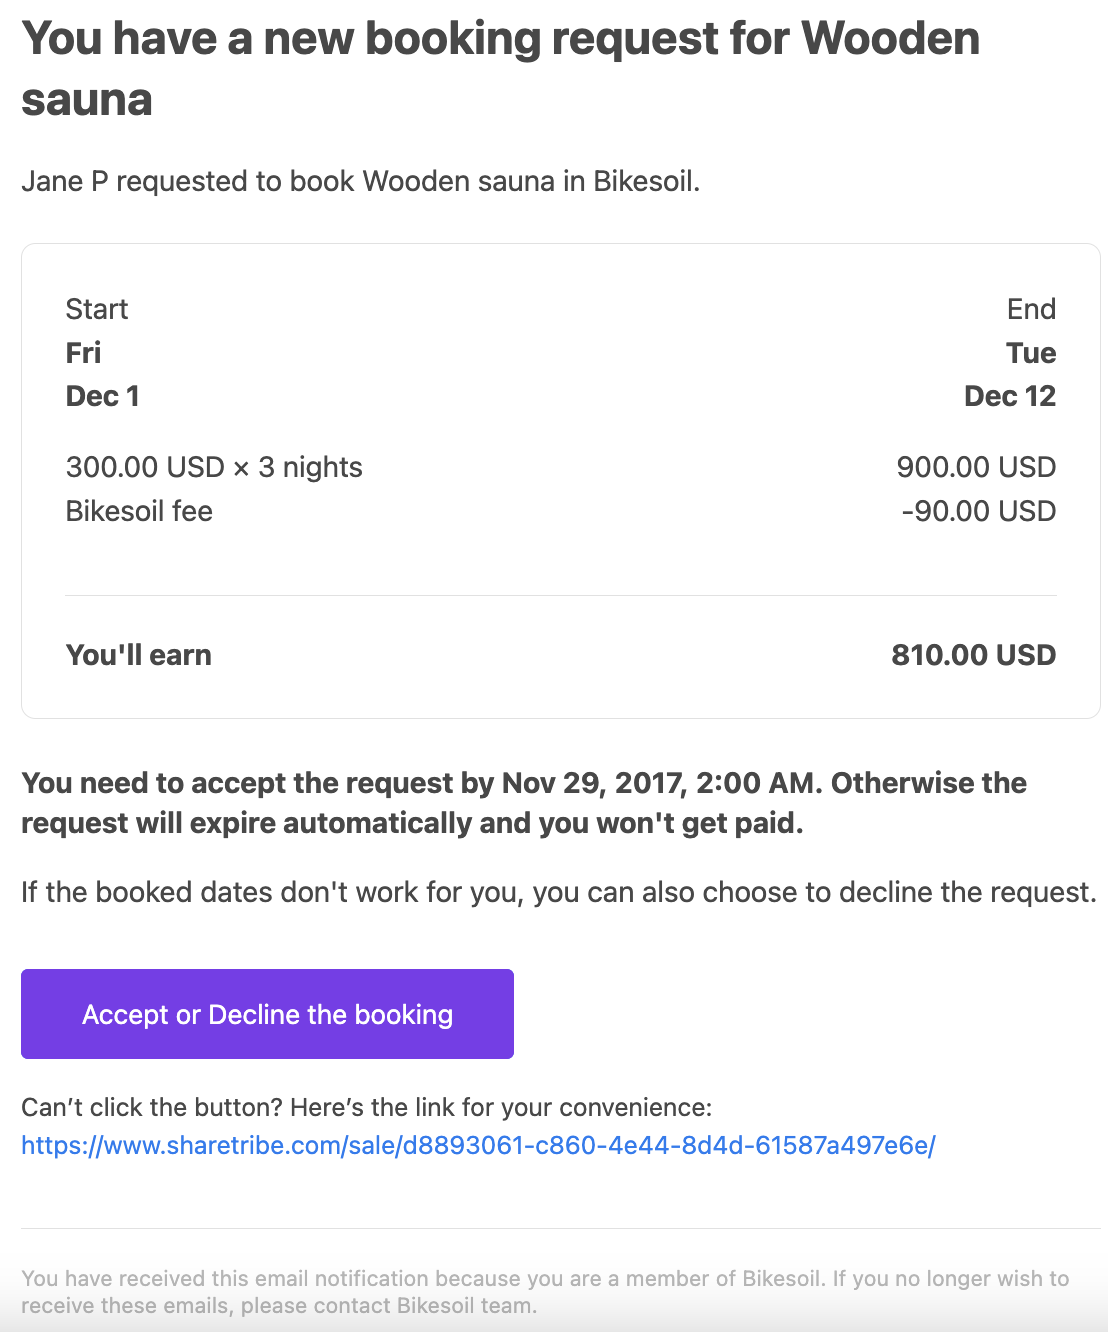 You have a new booking request for Wooden
sauna
Jane P requested to book Wooden sauna in Bikesoil.
Start End
Fri Tue
Dec 1 Dec 12
300.00 USD × 3 nights 900.00 USD
Bikesoil fee -90.00 USD
You'll earn 810.00 USD
You need to accept the request by Nov 29, 2017, 2:00 AM. Otherwise the
request will expire automatically and you won't get paid.
If the booked dates don't work for you, you can also choose to decline the request.
Accept or Decline the booking
Can’t click the button? Here’s the link for your convenience:
https://www.sharetribe.com/sale/d8893061-c860-4e44-8d4d-61587a497e6e/
You have received this email notification because you are a member of Bikesoil. If you no longer wish to
receive these emails, please contact Bikesoil team.